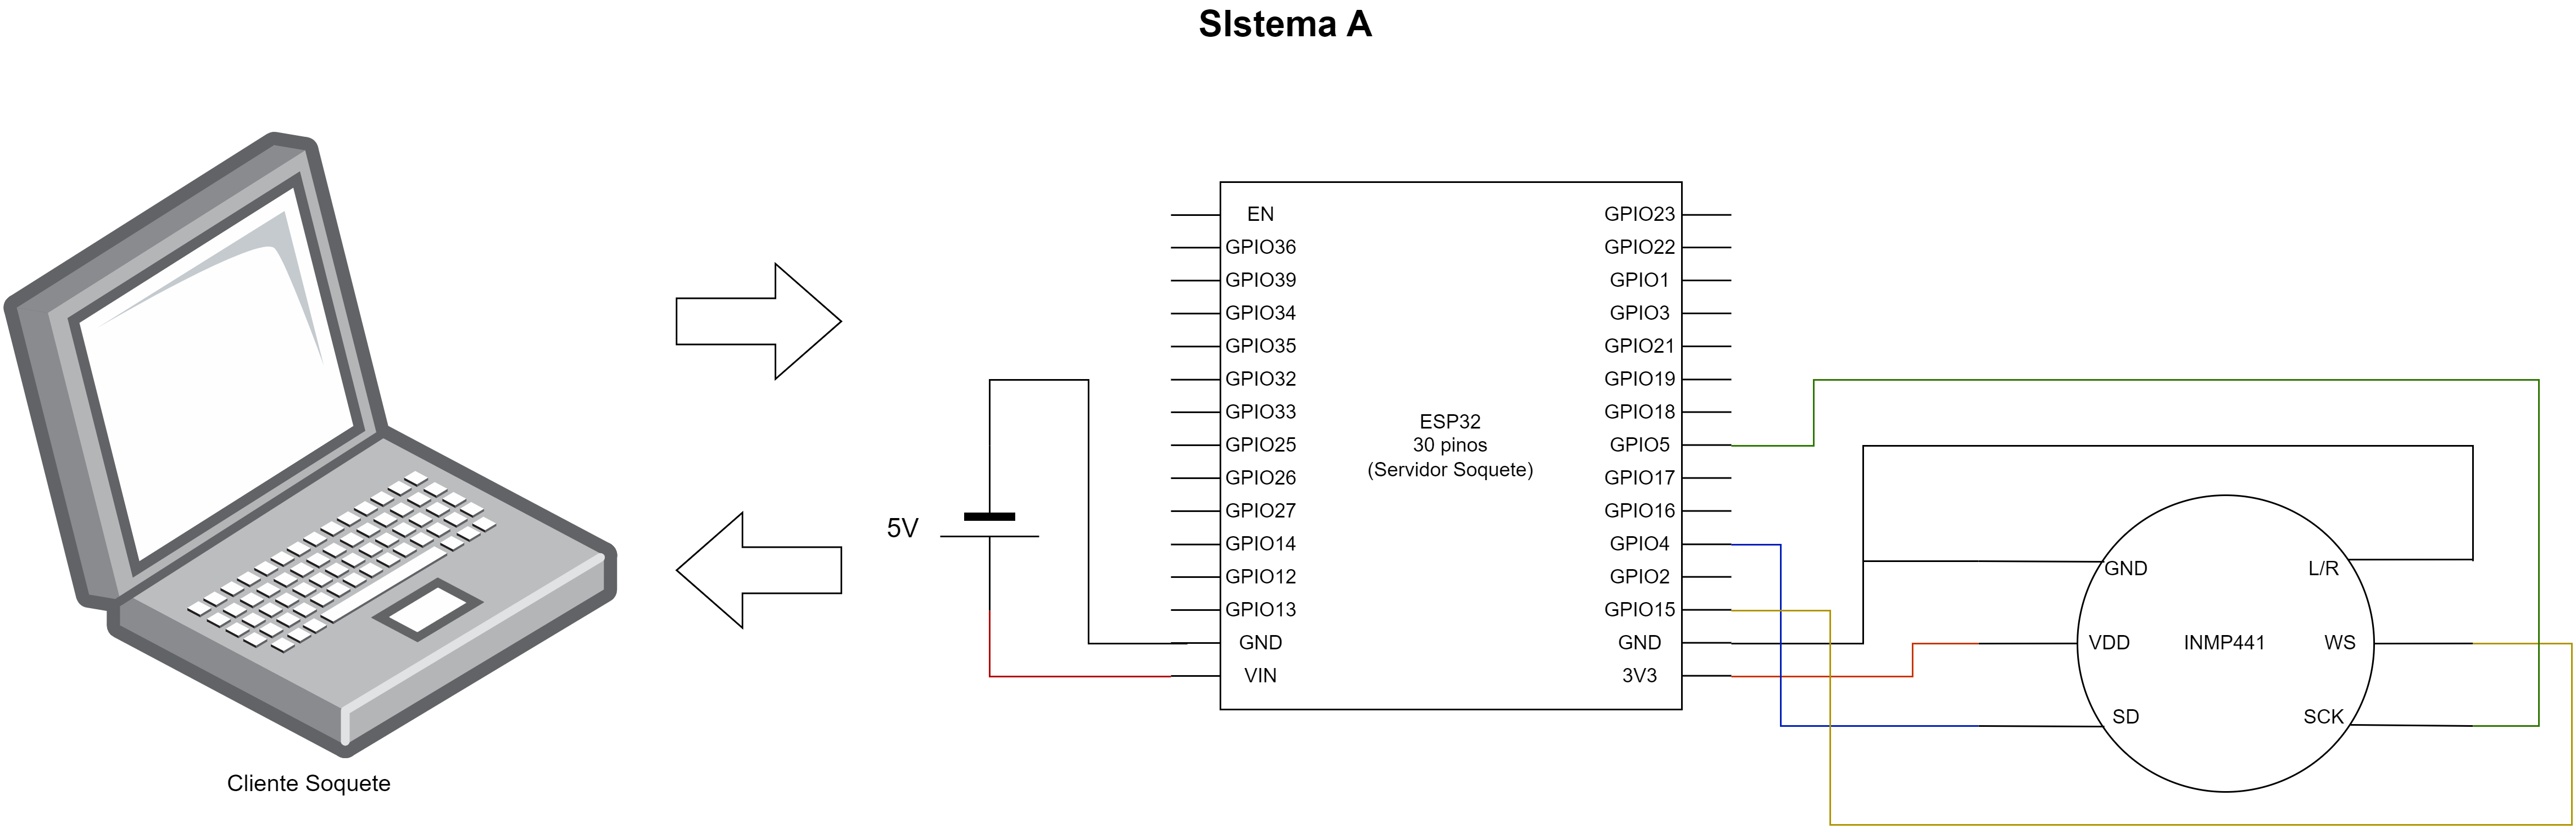 SIstema A
EN
GPIO36
GPIO39
GPIO34
GPIO35
GPIO32
GPIO33
GPIO25
GPIO26
GPIO27
GPIO14
GPIO12
GPIO13
GND
VIN
ESP32
30 pinos
(Servidor Soquete)
GPIO23
GPIO22
GPIO1
GPIO3
GPIO21
GPIO19
GPIO18
GPIO5
GPIO17
GPIO16
GPIO4
GPIO2
GPIO15
GND
3V3
5V
GND
VDD
SD
INMP441
L/R
WS
SCK
Cliente Soquete